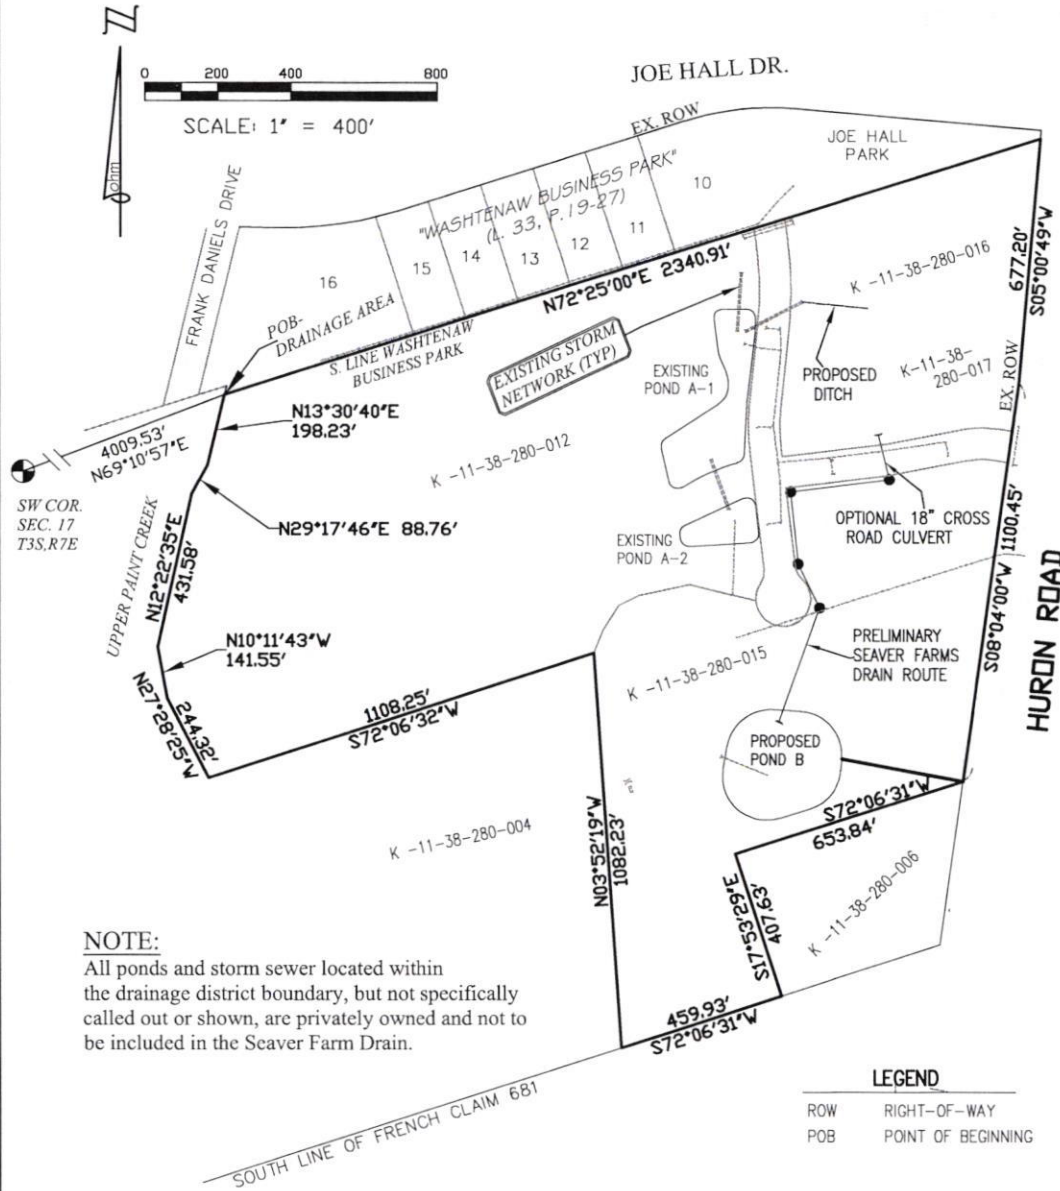 N
ohm
0 200 400 800
SCALE: 1" = 400'
JOE HALL DR.
EX. ROW
JOE HALL
PARK
FRANK DANIELS DRIVE
"WASHTENAW BUSINESS PARK"
(L. 33, P. 19-27)
16
15
14
13
12
11
10
POB-
DRAINAGE AREA
S. LINE WASHTENAW
BUSINESS PARK
N72°25'00"E 2340.91'
677.20'
S05°00'49"W
K -11-38-280-016
K-11-38-
280-017
EX. ROW
EXISTING STORM
NETWORK (TYP)
EXISTING
POND A-1
PROPOSED
DITCH
N13°30'40"E
198.23'
4009.53'
N69°10'57"E
K -11-38-280-012
SW COR.
SEC. 17
T3S,R7E
N29°17'46"E 88.76'
OPTIONAL 18" CROSS
ROAD CULVERT
EXISTING
POND A-2
UPPER PAINT CREEK
N12°22'35"E
431.58'
S08°04'00"W 1100.45'
HURON ROAD
N10°11'43"W
141.55'
PRELIMINARY
SEAVER FARMS
DRAIN ROUTE
K -11-38-280-015
244.32'
N27°28'25"W
1108.25'
S72°06'32"W
PROPOSED
POND B
S72°06'31"W
653.84'
N03°52'19"W
1082.23'
K -11-38-280-004
K -11-38-280-006
S17°53'29"E
407.63'
NOTE:
All ponds and storm sewer located within
the drainage district boundary, but not specifically
called out or shown, are privately owned and not to
be included in the Seaver Farm Drain.
459.93'
S72°06'31"W
SOUTH LINE OF FRENCH CLAIM 681
LEGEND
ROW RIGHT-OF-WAY
POB POINT OF BEGINNING